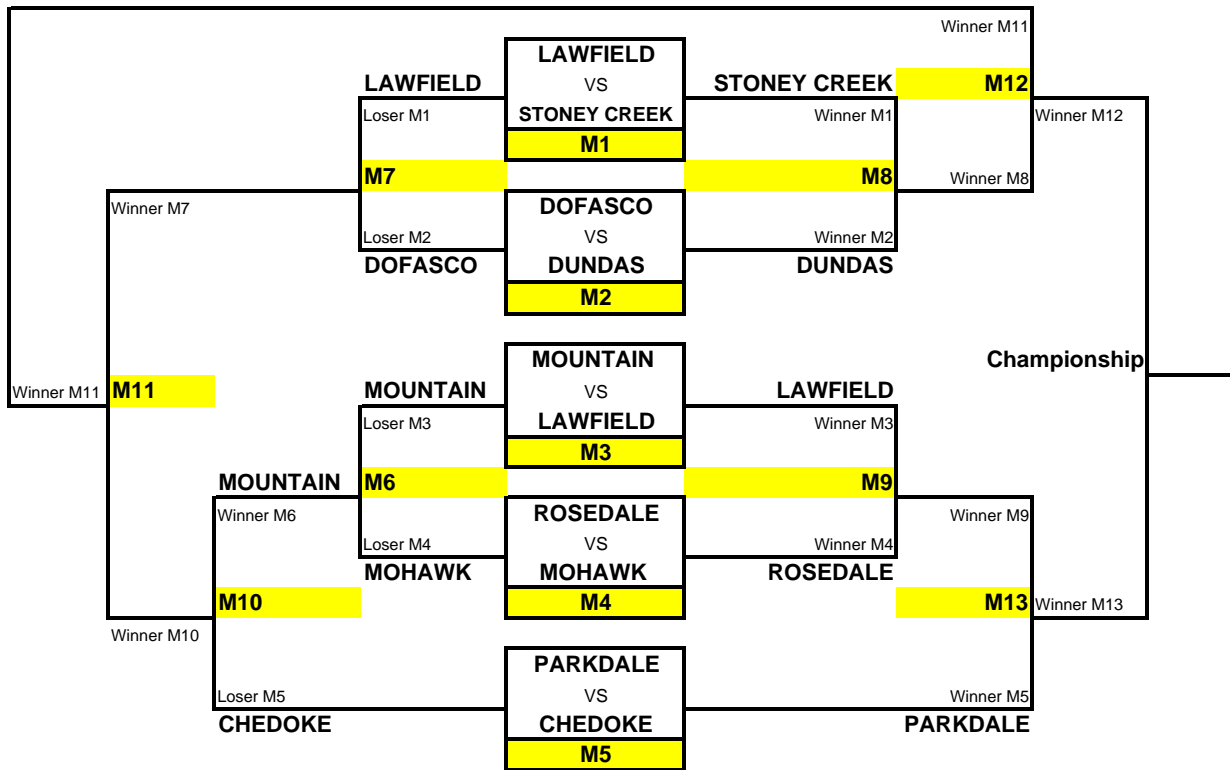 Winner M11
LAWFIELD
LAWFIELD VS STONEY CREEK M12
Loser M1 STONEY CREEK Winner M1 Winner M12
M1
M7 M8 Winner M8
Winner M7 DOFASCO
Loser M2 VS Winner M2
DOFASCO DUNDAS DUNDAS
M2
MOUNTAIN Championship
Winner M11 M11 MOUNTAIN VS LAWFIELD
Loser M3 LAWFIELD Winner M3
M3
MOUNTAIN M6 M9
Winner M6 ROSEDALE Winner M9
Loser M4 VS Winner M4
MOHAWK MOHAWK ROSEDALE
M10 M4 M13 Winner M13
Winner M10
PARKDALE
Loser M5 VS Winner M5
CHEDOKE CHEDOKE PARKDALE
M5